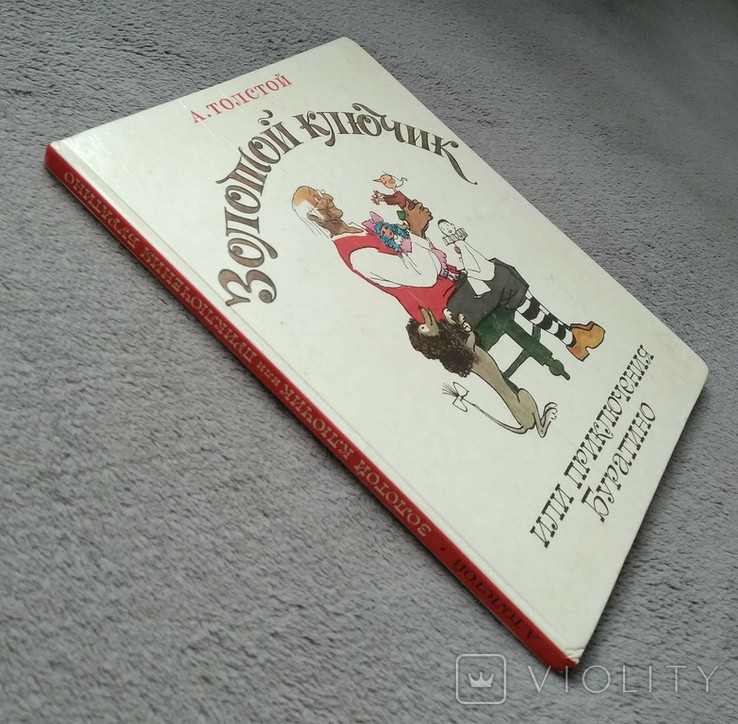 А. ТОЛСТОЙ
ЗОЛОТОЙ КЛЮЧИК
ИЛИ ПРИКЛЮЧЕНИЯ
БУРАТИНО
А.ТОЛСТОЙ • ЗОЛОТОЙ КЛЮЧИК или ПРИКЛЮЧЕНИЯ БУРАТИНО
VIOLITY